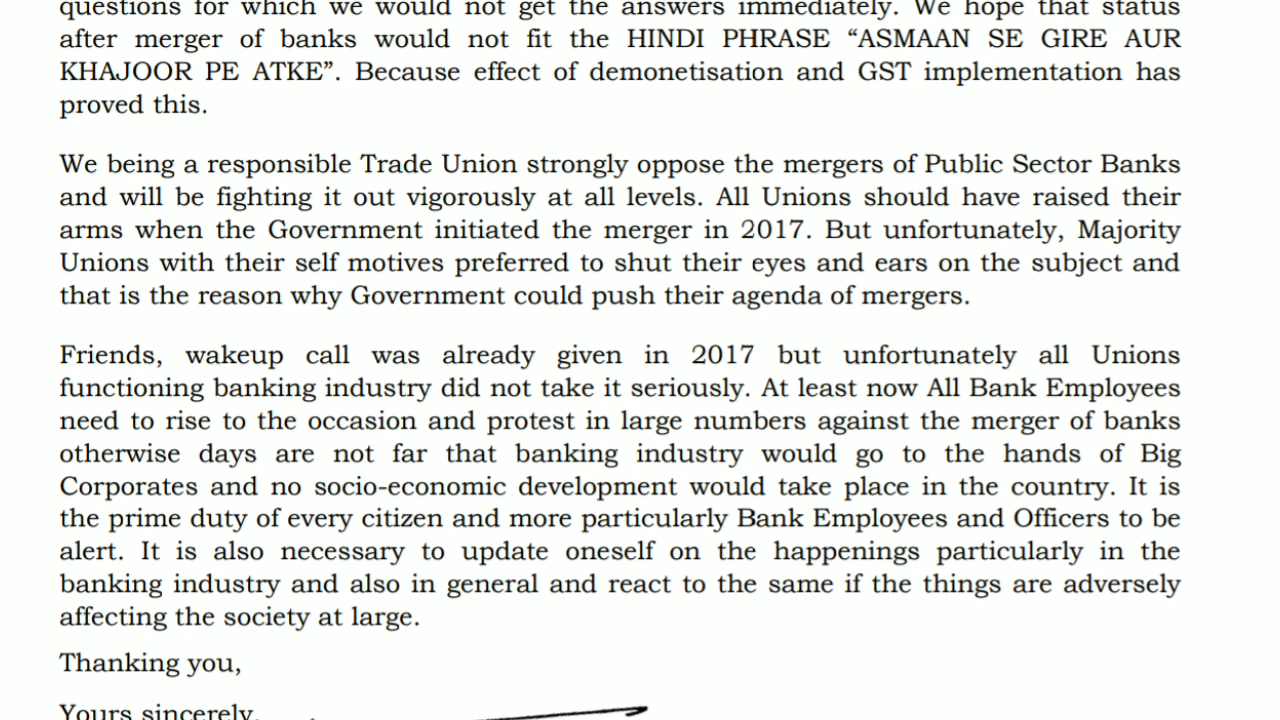 questions for which we would not get the answers immediately. We hope that status
after merger of banks would not fit the HINDI PHRASE “ASMAAN SE GIRE AUR
KHAJOOR PE ATKE”. Because effect of demonetisation and GST implementation has
proved this.
We being a responsible Trade Union strongly oppose the mergers of Public Sector Banks
and will be fighting it out vigorously at all levels. All Unions should have raised their
arms when the Government initiated the merger in 2017. But unfortunately, Majority
Unions with their self motives preferred to shut their eyes and ears on the subject and
that is the reason why Government could push their agenda of mergers.
Friends, wakeup call was already given in 2017 but unfortunately all Unions
functioning banking industry did not take it seriously. At least now All Bank Employees
need to rise to the occasion and protest in large numbers against the merger of banks
otherwise days are not far that banking industry would go to the hands of Big
Corporates and no socio-economic development would take place in the country. It is
the prime duty of every citizen and more particularly Bank Employees and Officers to be
alert. It is also necessary to update oneself on the happenings particularly in the
banking industry and also in general and react to the same if the things are adversely
affecting the society at large.
Thanking you,
Yours sincerely,